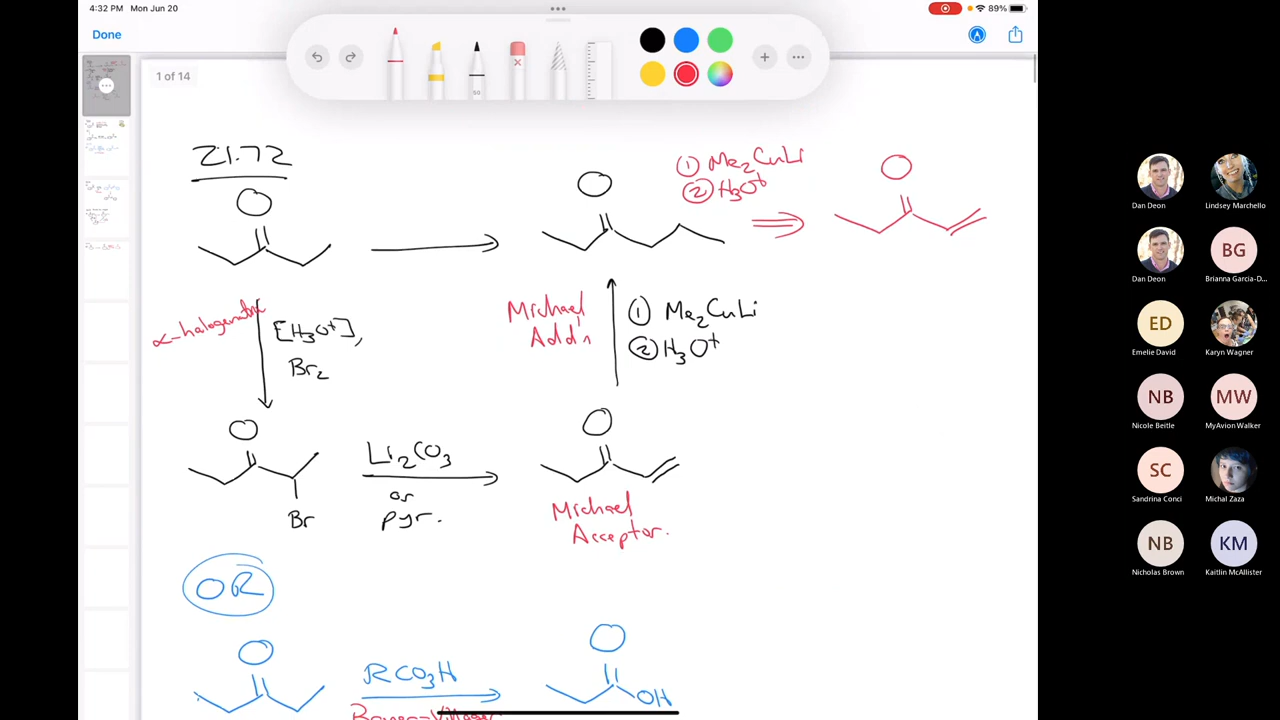 4:32 PM Mon Jun 20
89%
Done
50
1 of 14
21.72
O
O
① Me2CuLi
② H3O+
O
α-halogenatn
[H3O+],
Br2
Michael
Add'n
① Me2CuLi
② H3O+
O
Br
Li2CO3
or
pyr.
O
Michael
Acceptor.
OR
O
RCO3H
O
OH
Dan Deon
Lindsey Marchello
Dan Deon
BG
Brianna Garcia-D...
ED
Emelie David
Karyn Wagner
NB
Nicole Beitle
MW
MyAvion Walker
SC
Sandrina Conci
Michal Zaza
NB
Nicholas Brown
KM
Kaitlin McAllister